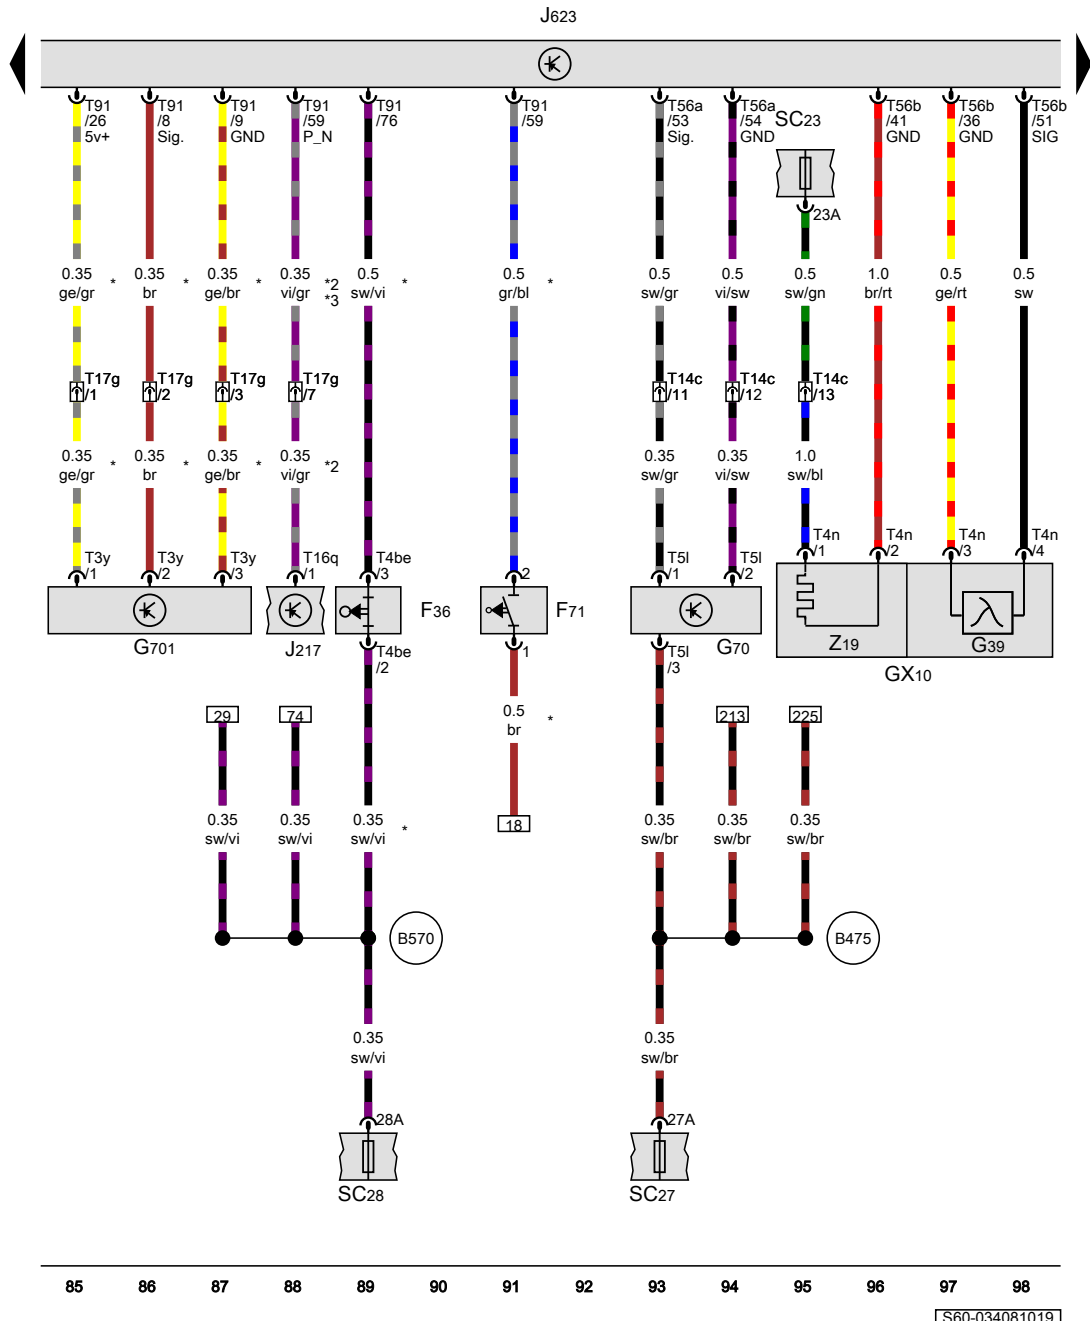 J623
T91 T91 T91 T91 T91 T91 T56a T56a T56b T56b T56b
/26 /8 /9 /59 /76 /59 /53 /54 SC23 /41 /36 /51
5v+ Sig. GND P_N Sig. GND GND GND SIG
23A
0.35 0.35 0.35 0.35 0.5 0.5 0.5 0.5 0.5 1.0 0.5 0.5
ge/gr * br * ge/br * vi/gr *2 *3 sw/vi * gr/bl * sw/gr vi/sw sw/gn br/rt ge/rt sw
T17g T17g T17g T17g T14c T14c T14c
/1 /2 /3 /7 /11 /12 /13
0.35 0.35 0.35 0.35 0.35 0.35 1.0
ge/gr * br * ge/br * vi/gr *2 sw/gr vi/sw sw/bl
T4n T4n T4n T4n
/1 /2 /3 /4
T3y T3y T3y T16q T4be T5l T5l
/1 /2 /3 /1 /3 2 /1 /2
F36 F71
G701 J217 G70 Z19 G39
T4be 1 T5l
/2 /3
GX10
29 74 0.5 213 225
br *
0.35 0.35 0.35 18 0.35 0.35 0.35
sw/vi sw/vi sw/vi * sw/br sw/br sw/br
B570 B475
0.35 0.35
sw/vi sw/br
28A 27A
SC28 SC27
85 86 87 88 89 90 91 92 93 94 95 96 97 98
S60-034081019